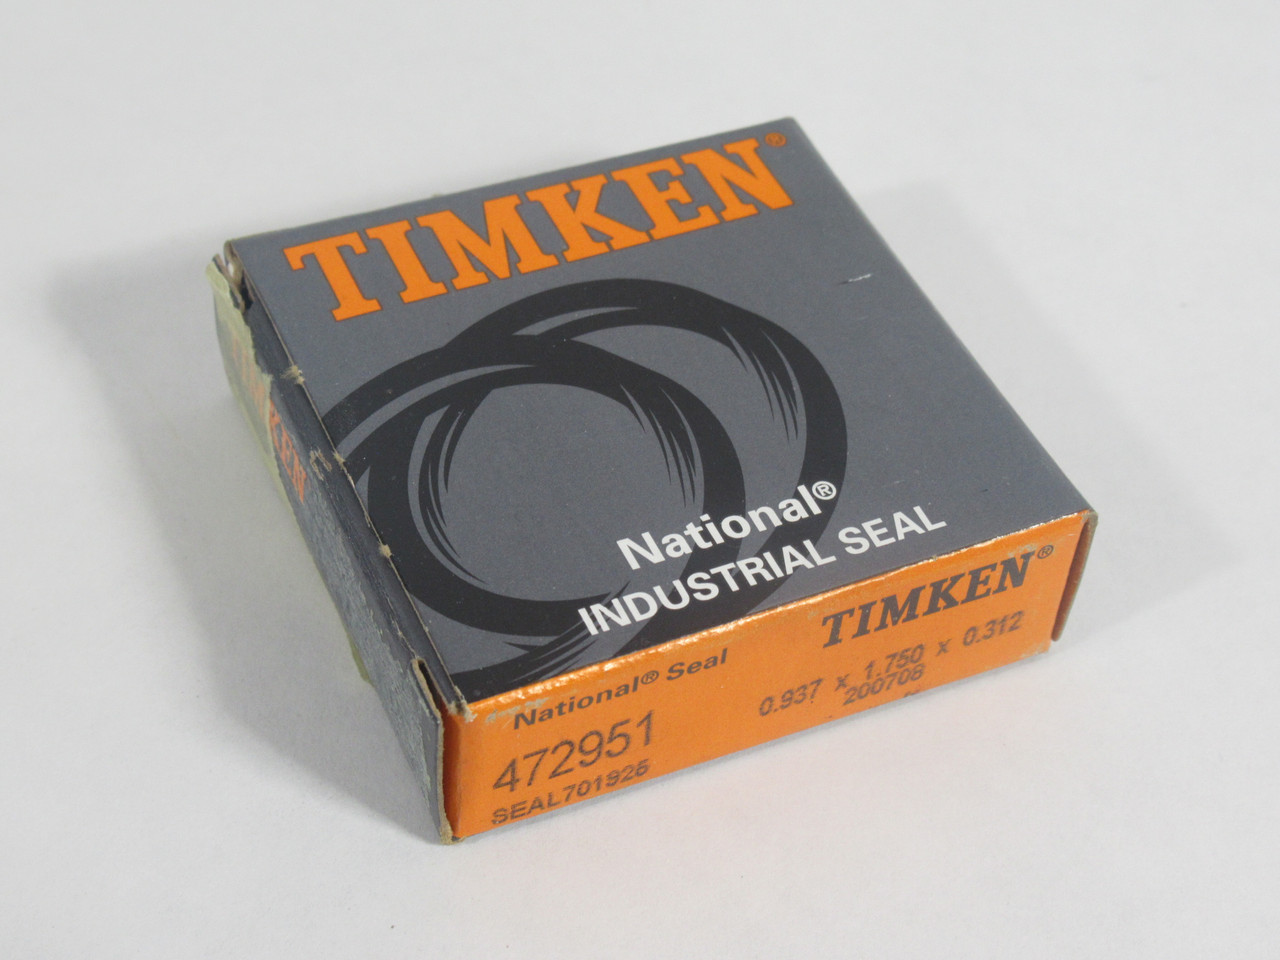 TIMKEN®
National®
INDUSTRIAL SEAL
TIMKEN
TIMKEN®
National® Seal
0.937 x 1.750 x 0.312
200708
472951
SEAL701926